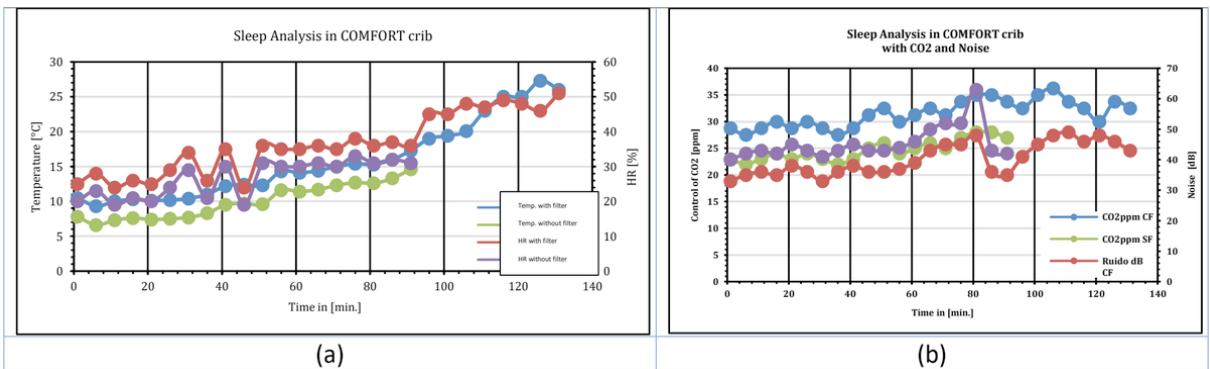 Sleep Analysis in COMFORT crib
30
25
20
15
10
5
0
Temperature [°C]
60
50
40
30
20
10
0
HR [%]
Temp. with filter
Temp. without filter
HR with filter
HR without filter
0 20 40 60 80 100 120 140
Time in [min.]
(a)
Sleep Analysis in COMFORT crib
with CO2 and Noise
40
35
30
25
20
15
10
5
0
Control of CO2 [ppm]
70
60
50
40
30
20
10
0
Noise [dB]
CO2ppm CF
CO2ppm SF
Ruido dB
CF
0 20 40 60 80 100 120 140
Time in [min.]
(b)